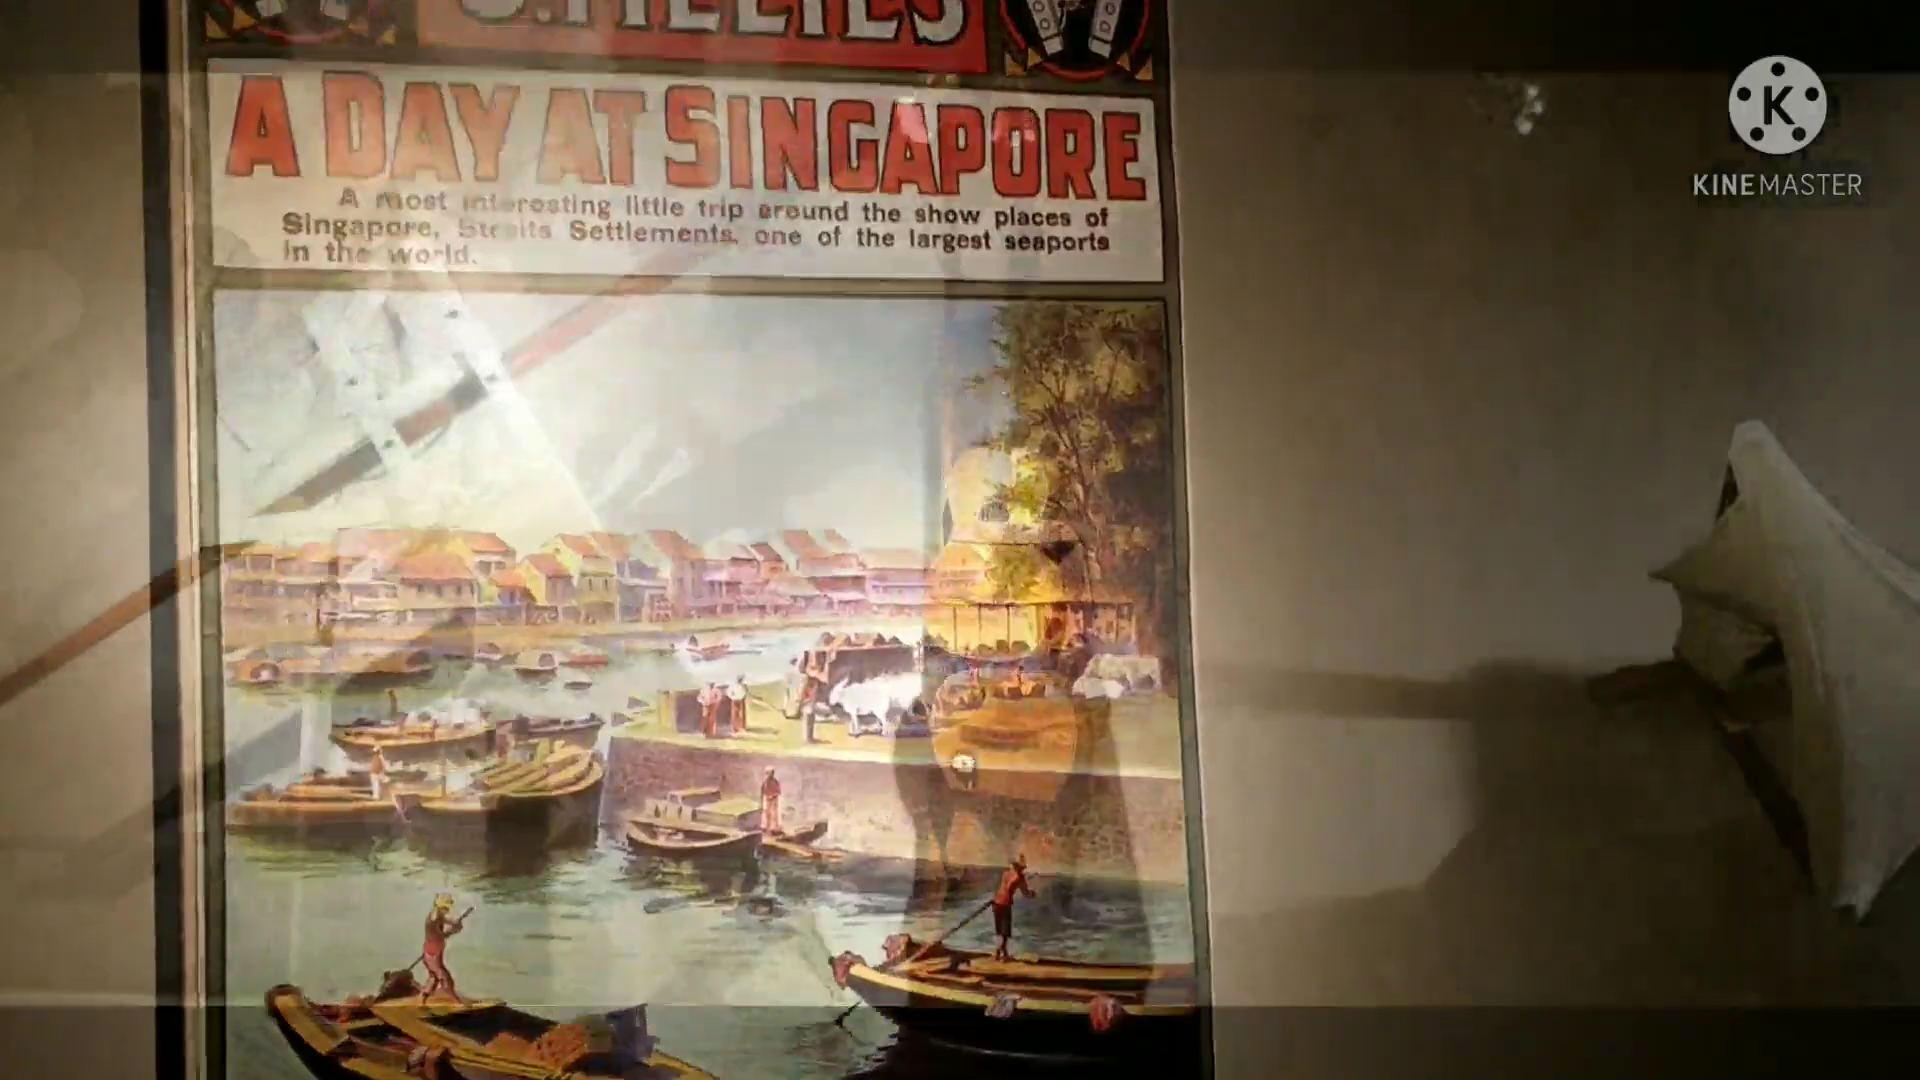 A DAY AT SINGAPORE
A most interesting little trip around the show places of
Singapore, Straits Settlements, one of the largest seaports
in the world.
K
KINEMASTER